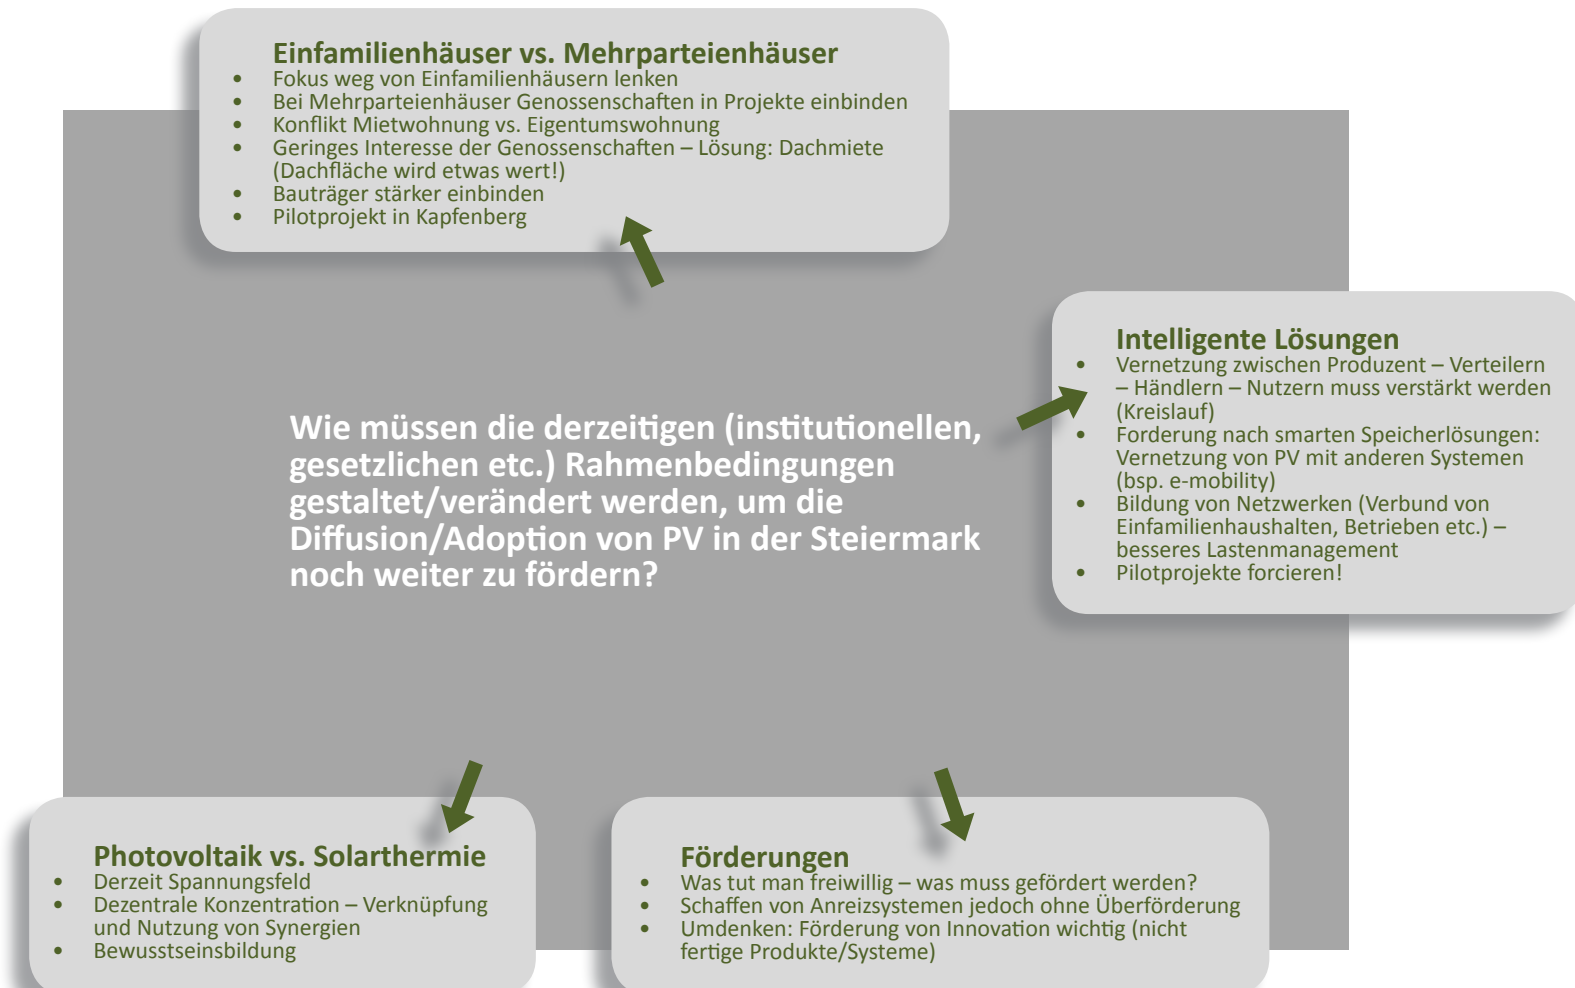 Einfamilienhäuser vs. Mehrparteienhäuser
• Fokus weg von Einfamilienhäusern lenken
• Bei Mehrparteienhäuser Genossenschaften in Projekte einbinden
• Konflikt Mietwohnung vs. Eigentumswohnung
• Geringes Interesse der Genossenschaften – Lösung: Dachmiete
(Dachfläche wird etwas wert!)
• Bauträger stärker einbinden
• Pilotprojekt in Kapfenberg
Intelligente Lösungen
• Vernetzung zwischen Produzent – Verteilern
– Händlern – Nutzern muss verstärkt werden
(Kreislauf)
• Forderung nach smarten Speicherlösungen:
Vernetzung von PV mit anderen Systemen
(bsp. e-mobility)
• Bildung von Netzwerken (Verbund von
Einfamilienhaushalten, Betrieben etc.) –
besseres Lastenmanagement
• Pilotprojekte forcieren!
Wie müssen die derzeitigen (institutionellen,
gesetzlichen etc.) Rahmenbedingungen
gestaltet/verändert werden, um die
Diffusion/Adoption von PV in der Steiermark
noch weiter zu fördern?
Photovoltaik vs. Solarthermie
• Derzeit Spannungsfeld
• Dezentrale Konzentration – Verknüpfung
und Nutzung von Synergien
• Bewusstseinsbildung
Förderungen
• Was tut man freiwillig – was muss gefördert werden?
• Schaffen von Anreizsystemen jedoch ohne Überförderung
• Umdenken: Förderung von Innovation wichtig (nicht
fertige Produkte/Systeme)